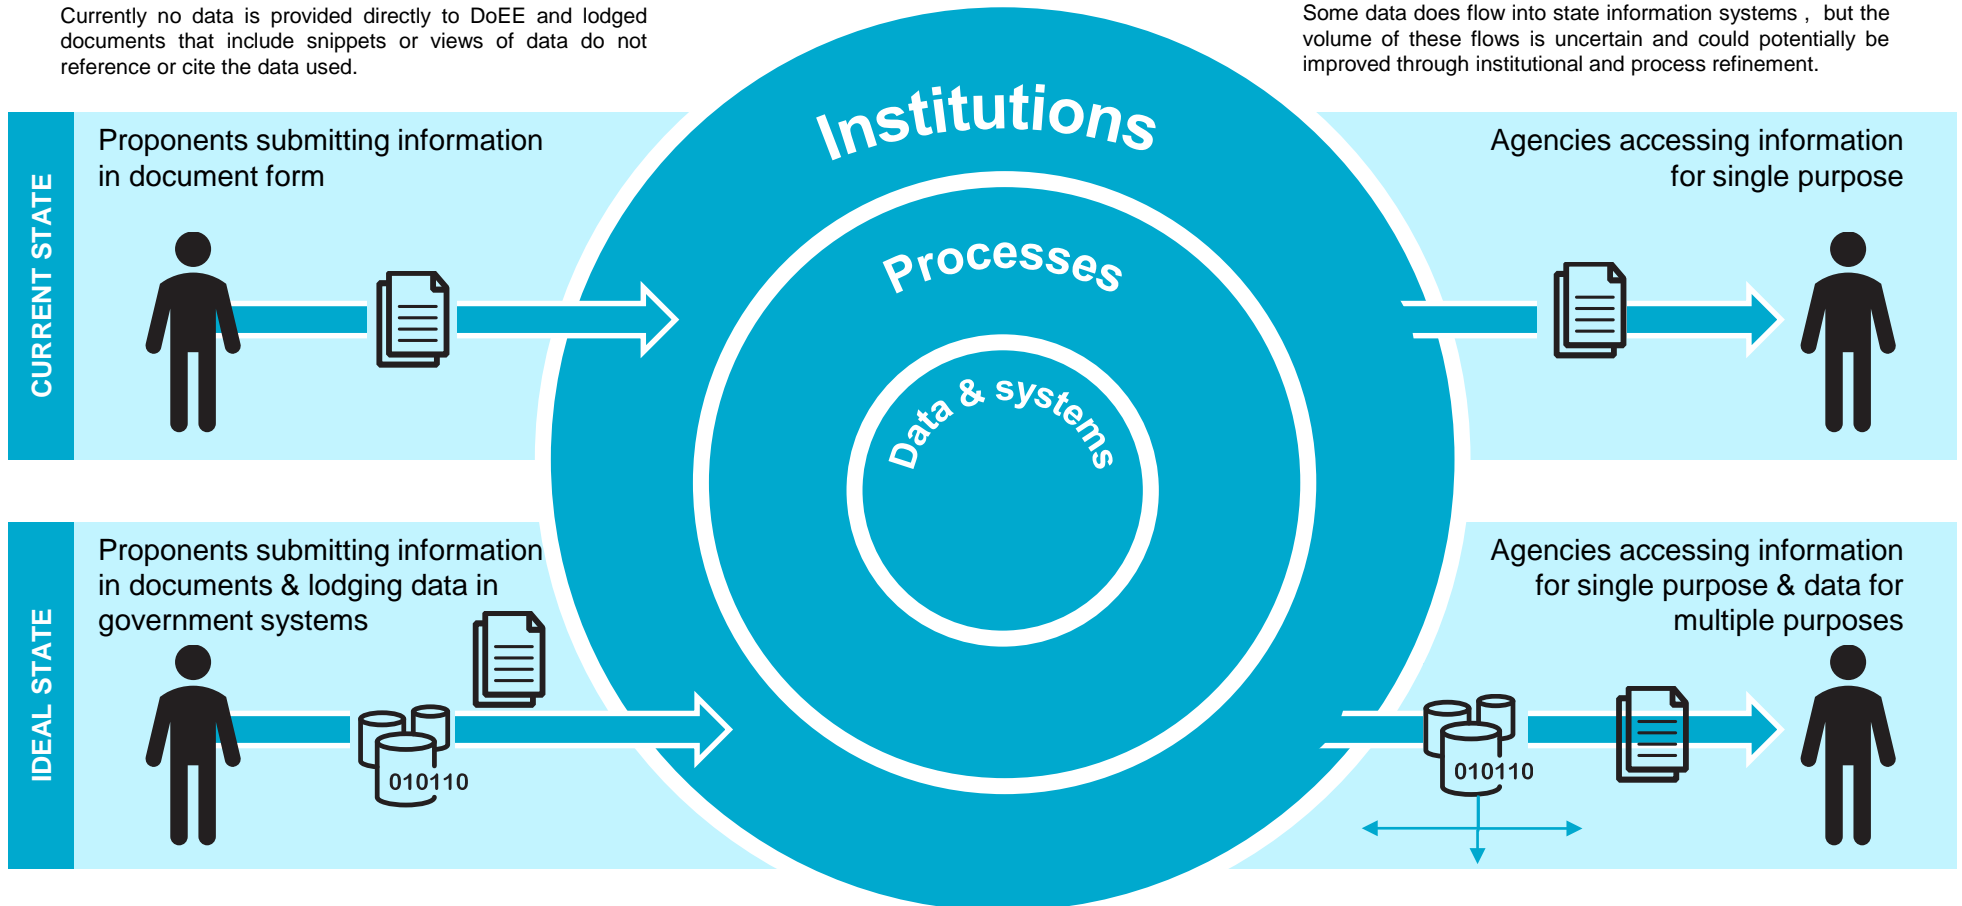 Currently no data is provided directly to DoEE and lodged
documents that include snippets or views of data do not
reference or cite the data used.
Some data does flow into state information systems , but the
volume of these flows is uncertain and could potentially be
improved through institutional and process refinement.
Institutions
Processes
Data & systems
CURRENT STATE
Proponents submitting information
in document form
Agencies accessing information
for single purpose
IDEAL STATE
Proponents submitting information
in documents & lodging data in
government systems
010110
Agencies accessing information
for single purpose & data for
multiple purposes
010110